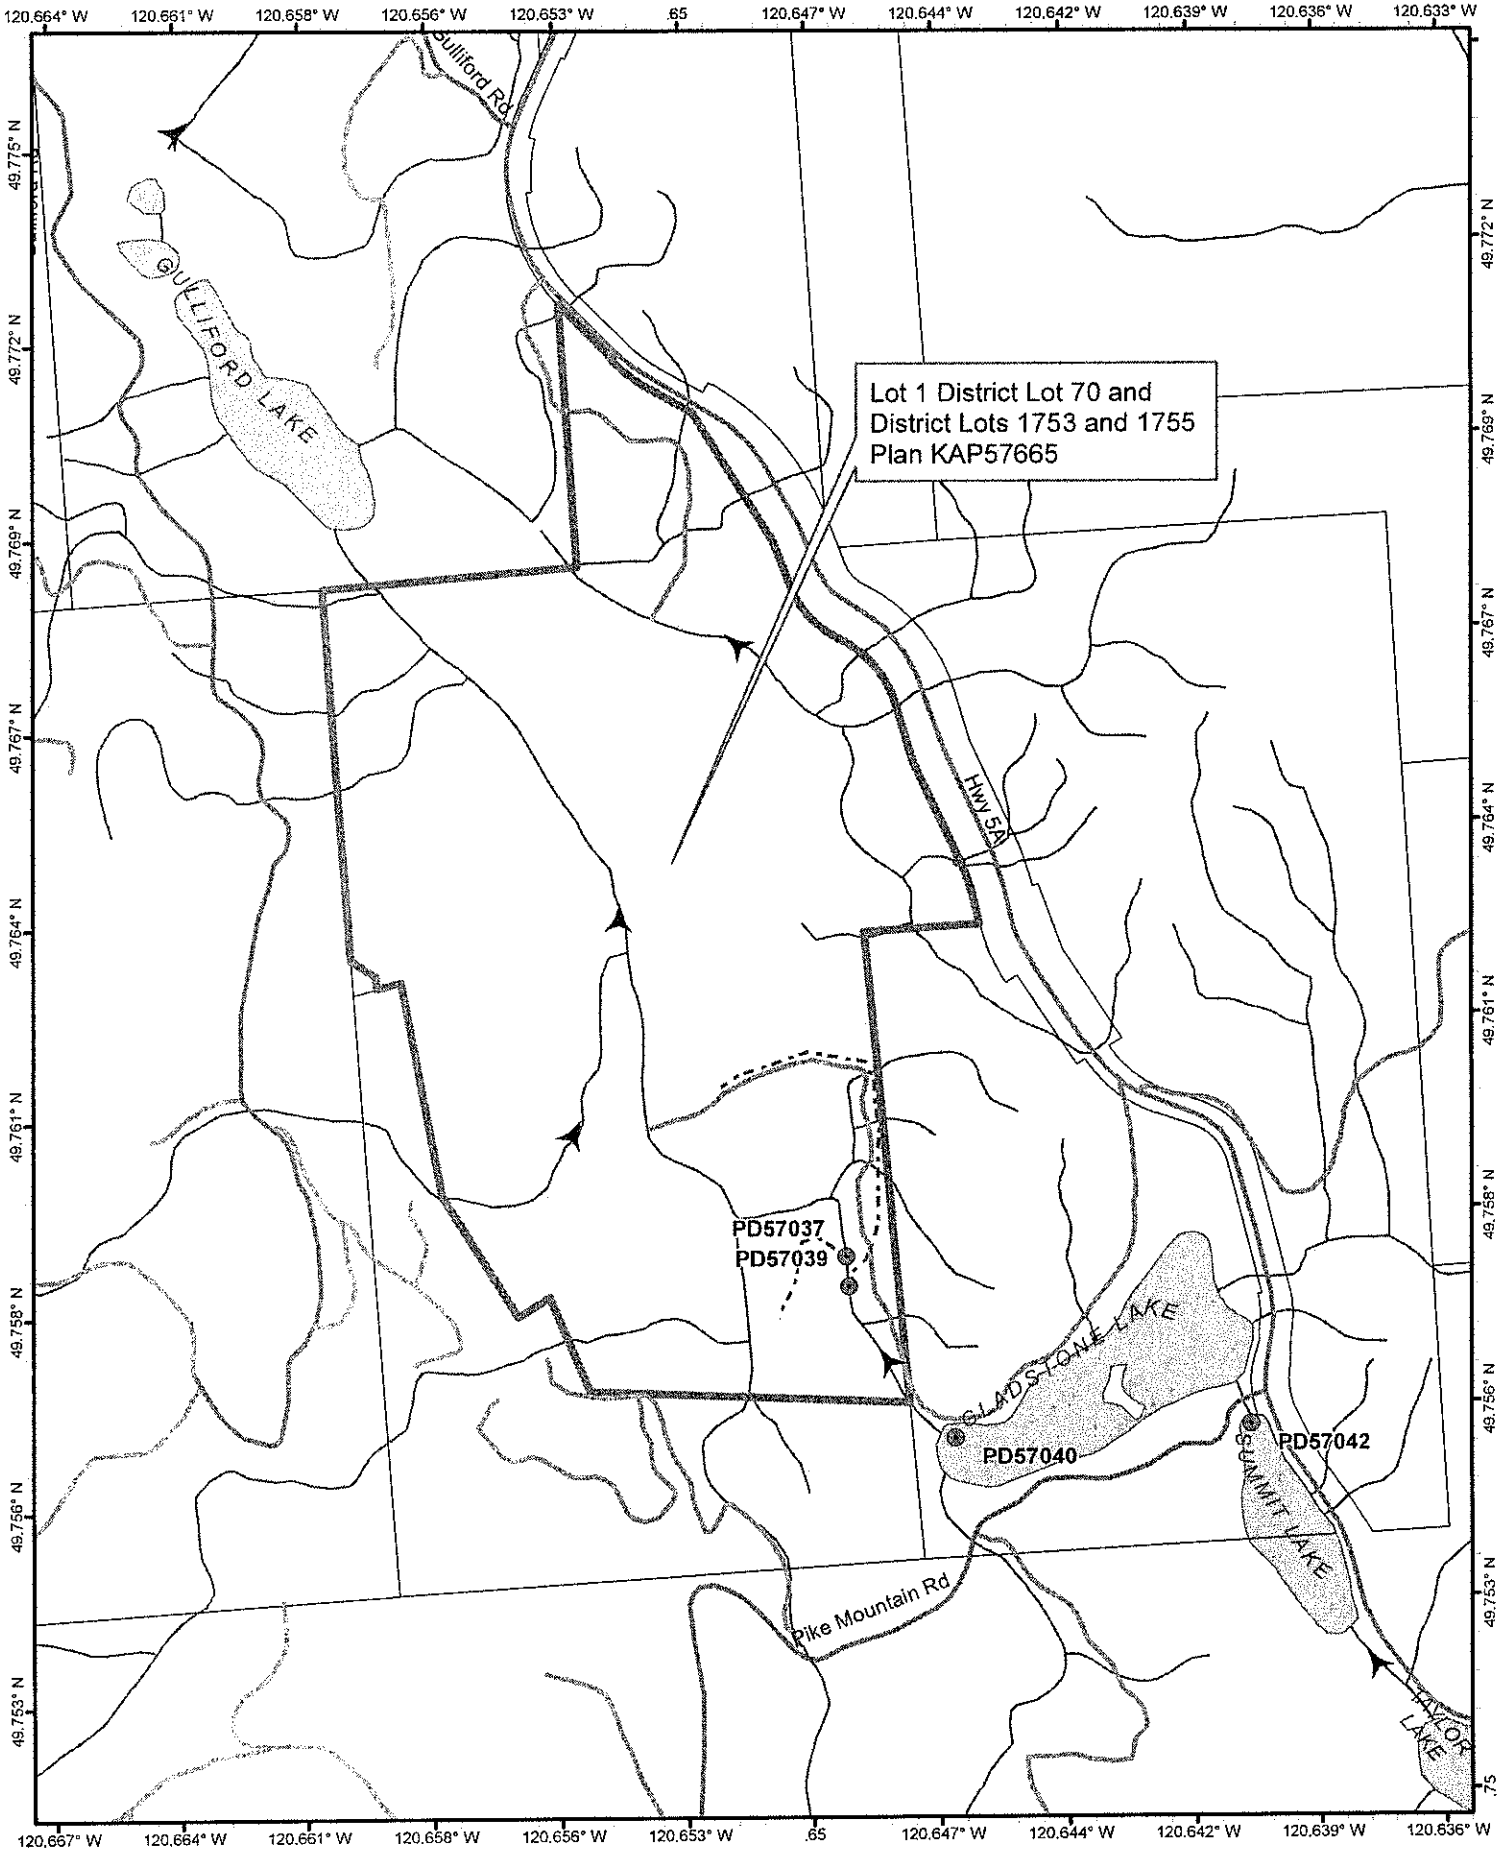 120.664° W 120.661° W 120.658° W 120.656° W 120.653° W .65 120.647° W 120.644° W 120.642° W 120.639° W 120.636° W 120.633° W
Gulliford Rd
49.775° N
49.772° N
49.769° N
49.767° N
49.764° N
49.761° N
49.758° N
49.756° N
49.753° N
49.772° N
49.769° N
49.767° N
49.764° N
49.761° N
49.758° N
49.756° N
49.753° N
.75
GULLIFORD LAKE
Lot 1 District Lot 70 and
District Lots 1753 and 1755
Plan KAP57665
Hwy 5A
PD57037
PD57039
GLADSTONE LAKE
PD57040
PD57042
SUMMIT LAKE
Pike Mountain Rd
LAKE
120.667° W 120.664° W 120.661° W 120.658° W 120.656° W 120.653° W .65 120.647° W 120.644° W 120.642° W 120.639° W 120.636° W